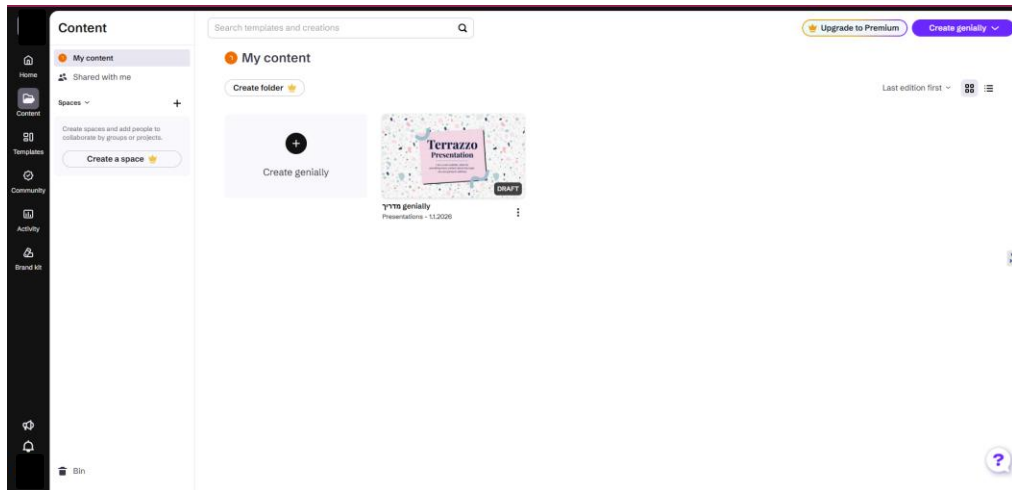 Content
Search templates and creations
Upgrade to Premium
Create genially
Home
Content
Templates
Community
Activity
Brand kit
My content
Shared with me
Spaces
Create spaces and add people to
collaborate by groups or projects.
Create a space
Bin
My content
Create folder
Last edition first
Create genially
Terrazzo
Presentation
DRAFT
מדריך genially
Presentations - 1.1.2026
?